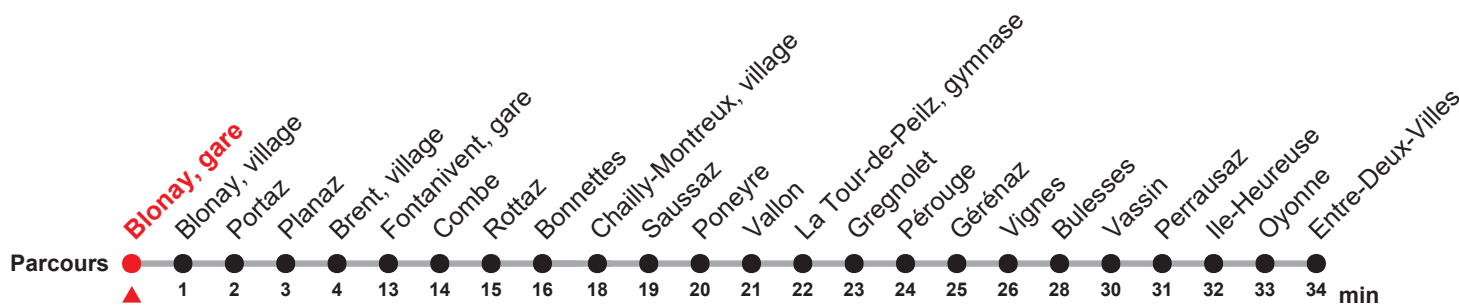 Blonay, gare
Blonay, village
Portaz
Planaz
Brent, village
Fontanivent, gare
Combe
Rottaz
Bonnettes
Chailly-Montreux, village
Saussaz
Poneyre
Vallon
La Tour-de-Peilz, gymnase
Gregnolet
Pérouge
Gérénaz
Vignes
Bulesses
Vassin
Perrausaz
Ile-Heureuse
Oyonne
Entre-Deux-Villes
Parcours
1 2 3 4 13 14 15 16 18 19 20 21 22 23 24 25 26 28 30 31 32 33 34 min